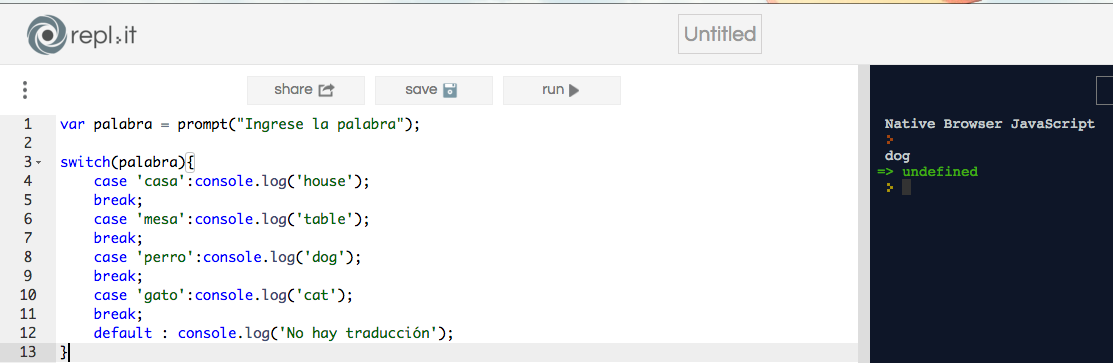 repl.it
Untitled
share
save
run
1 var palabra = prompt("Ingrese la palabra");
2
3 switch(palabra){
4     case 'casa':console.log('house');
5     break;
6     case 'mesa':console.log('table');
7     break;
8     case 'perro':console.log('dog');
9     break;
10     case 'gato':console.log('cat');
11     break;
12     default : console.log('No hay traducción');
13 }
Native Browser JavaScript
>
dog
=> undefined
>